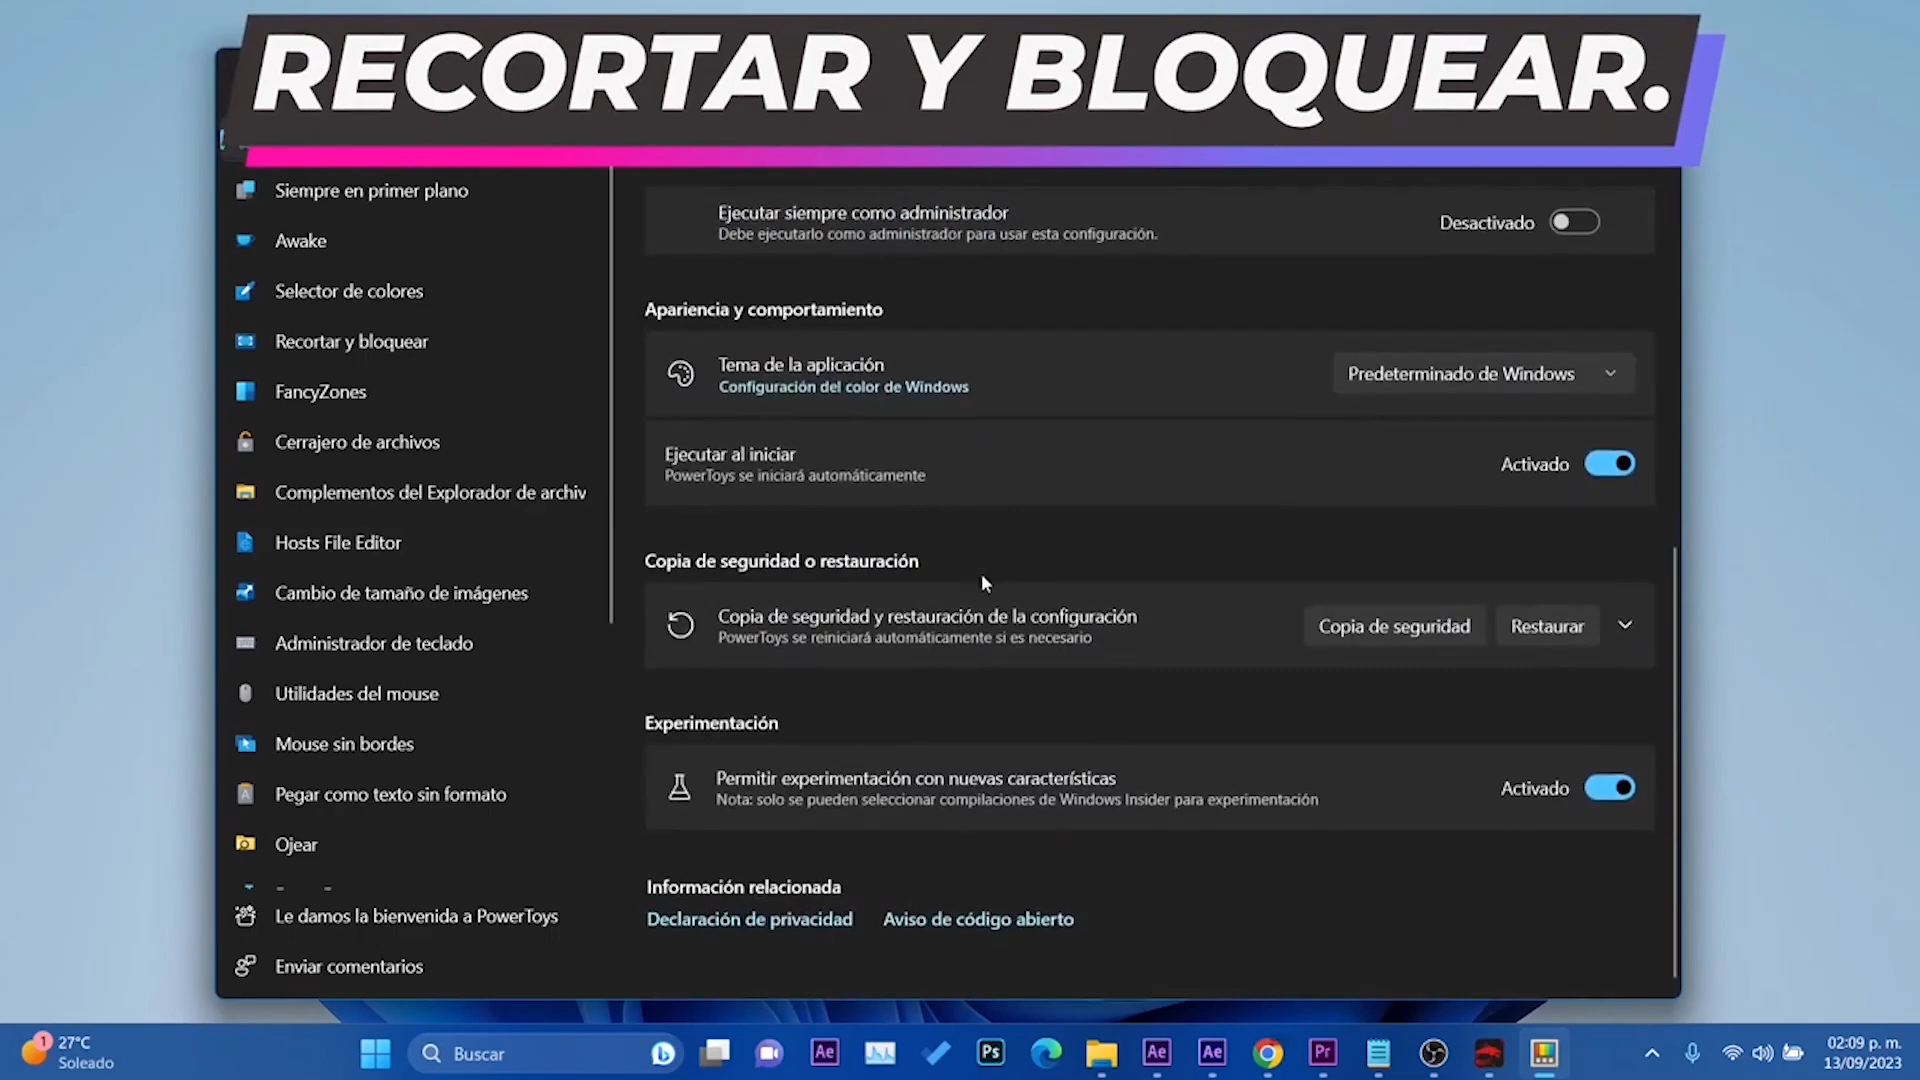 RECORTAR Y BLOQUEAR.
Siempre en primer plano
Awake
Selector de colores
Recortar y bloquear
FancyZones
Cerrajero de archivos
Complementos del Explorador de archiv
Hosts File Editor
Cambio de tamaño de imágenes
Administrador de teclado
Utilidades del mouse
Mouse sin bordes
Pegar como texto sin formato
Ojear
Le damos la bienvenida a PowerToys
Enviar comentarios
Ejecutar siempre como administrador
Debe ejecutarlo como administrador para usar esta configuración.
Desactivado
Apariencia y comportamiento
Tema de la aplicación
Configuración del color de Windows
Predeterminado de Windows
Ejecutar al iniciar
PowerToys se iniciará automáticamente
Activado
Copia de seguridad o restauración
Copia de seguridad y restauración de la configuración
PowerToys se reiniciará automáticamente si es necesario
Copia de seguridad
Restaurar
Experimentación
Permitir experimentación con nuevas características
Nota: solo se pueden seleccionar compilaciones de Windows Insider para experimentación
Activado
Información relacionada
Declaración de privacidad Aviso de código abierto
1
27°C
Soleado
Buscar
Ae
Ps
Ae
Ae
Pr
02:09 p. m.
13/09/2023